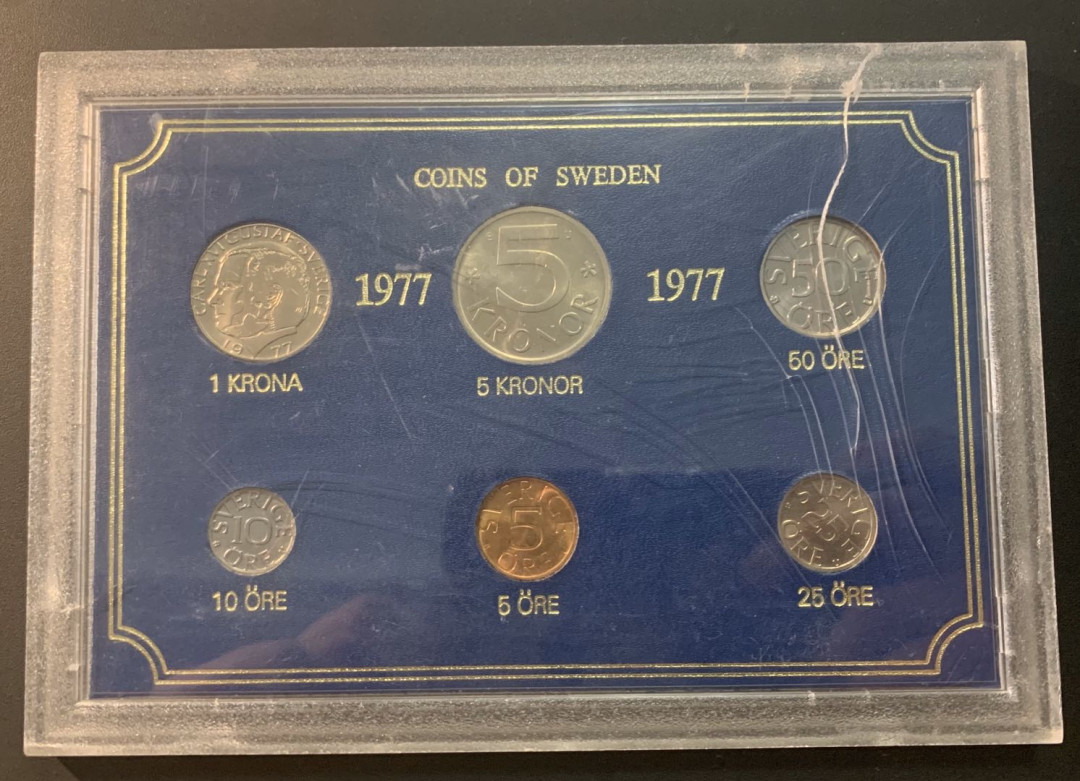 COINS OF SWEDEN
CARL XVI GUSTAF SVERIGE
1977
1 KRONA
1977
5
KRONOR
5 KRONOR
1977
SVERIGE
50
ÖRE
50 ÖRE
SVERIGE
10
ÖRE
10 ÖRE
SVERIGE
5
ÖRE
5 ÖRE
SVERIGE
25
ÖRE
25 ÖRE